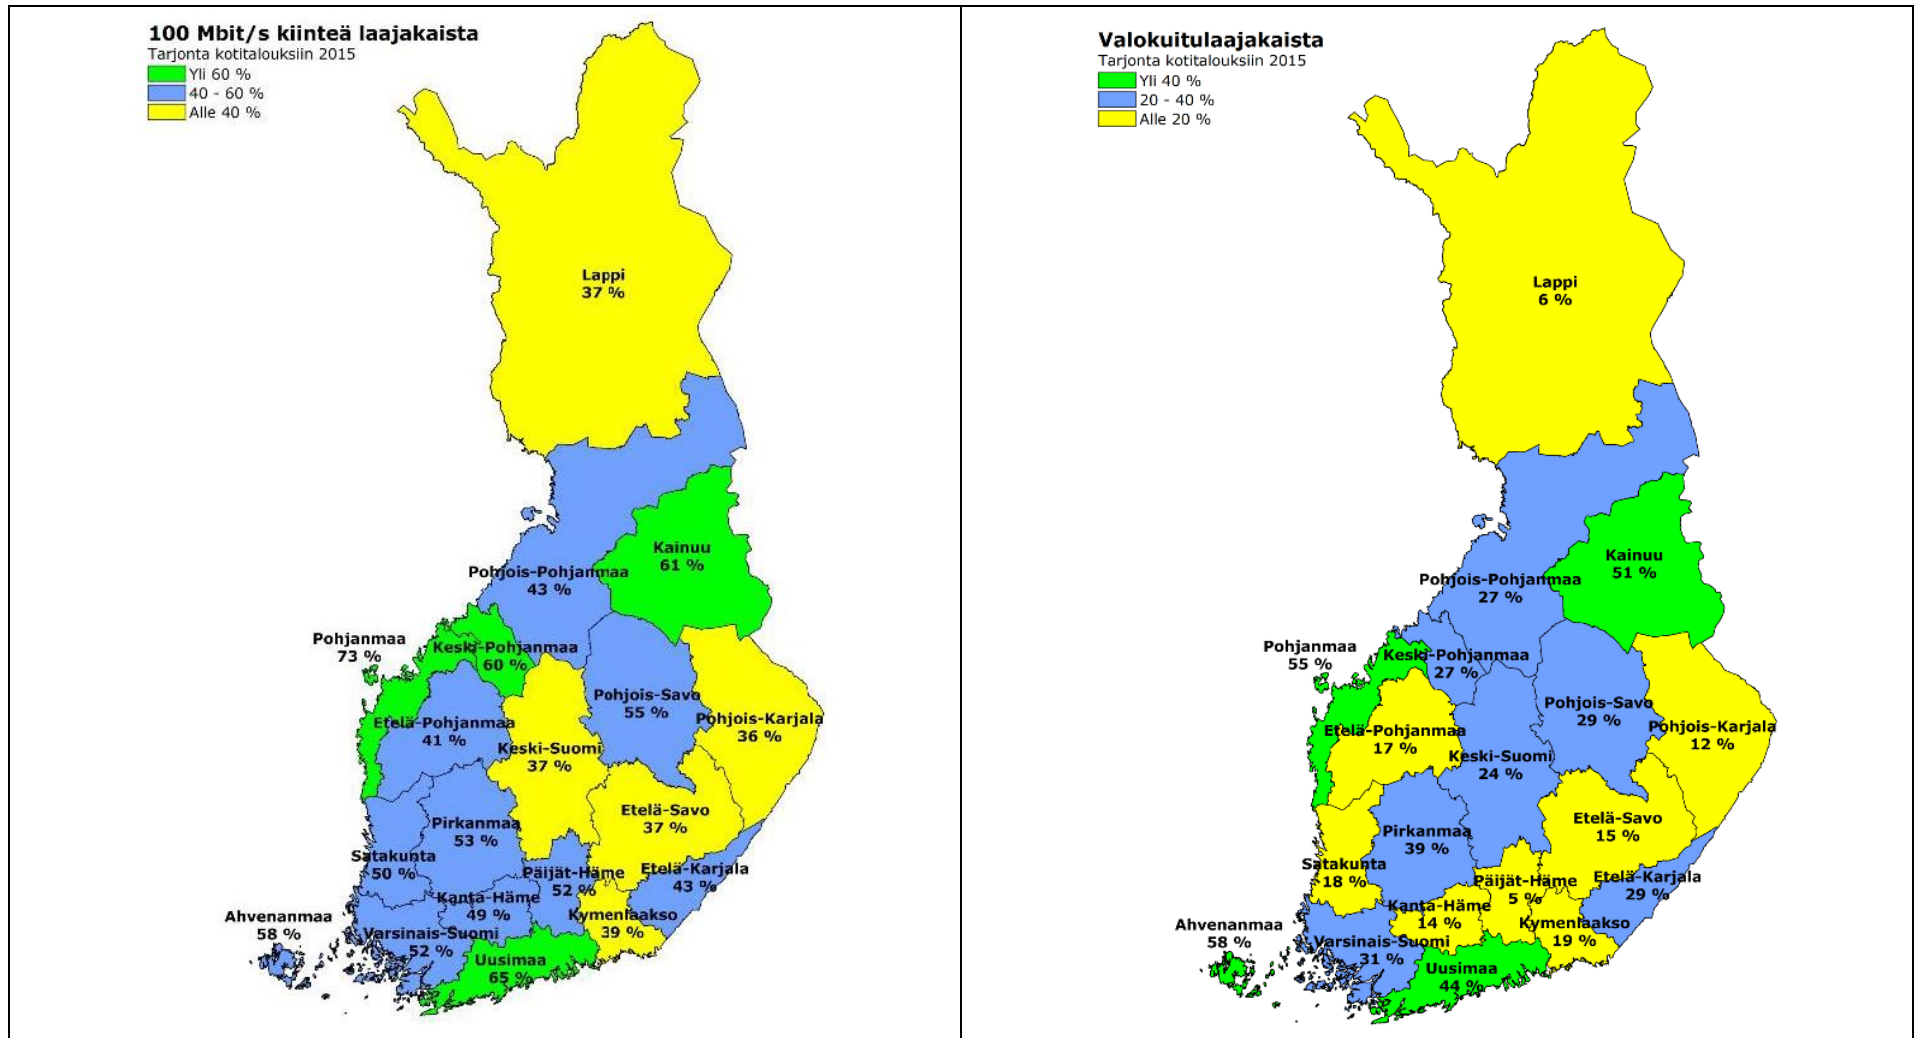 100 Mbit/s kiinteä laajakaista
Tarjonta kotitalouksiin 2015
Yli 60 %
40 - 60 %
Alle 40 %
Lappi
37 %
Kainuu
61 %
Pohjois-Pohjanmaa
43 %
Pohjanmaa
73 %
Keski-Pohjanmaa
60 %
Pohjois-Savo
55 %
Pohjois-Karjala
36 %
Etelä-Pohjanmaa
41 %
Keski-Suomi
37 %
Etelä-Savo
37 %
Pirkanmaa
53 %
Satakunta
50 %
Päijät-Häme
52 %
Etelä-Karjala
43 %
Kanta-Häme
49 %
Kymenlaakso
39 %
Ahvenanmaa
58 %
Varsinais-Suomi
52 %
Uusimaa
65 %
Valokuitulaajakaista
Tarjonta kotitalouksiin 2015
Yli 40 %
20 - 40 %
Alle 20 %
Lappi
6 %
Kainuu
51 %
Pohjois-Pohjanmaa
27 %
Pohjanmaa
55 %
Keski-Pohjanmaa
27 %
Pohjois-Savo
29 %
Pohjois-Karjala
12 %
Etelä-Pohjanmaa
17 %
Keski-Suomi
24 %
Etelä-Savo
15 %
Pirkanmaa
39 %
Satakunta
18 %
Päijät-Häme
5 %
Etelä-Karjala
29 %
Kanta-Häme
14 %
Kymenlaakso
19 %
Ahvenanmaa
58 %
Varsinais-Suomi
31 %
Uusimaa
44 %